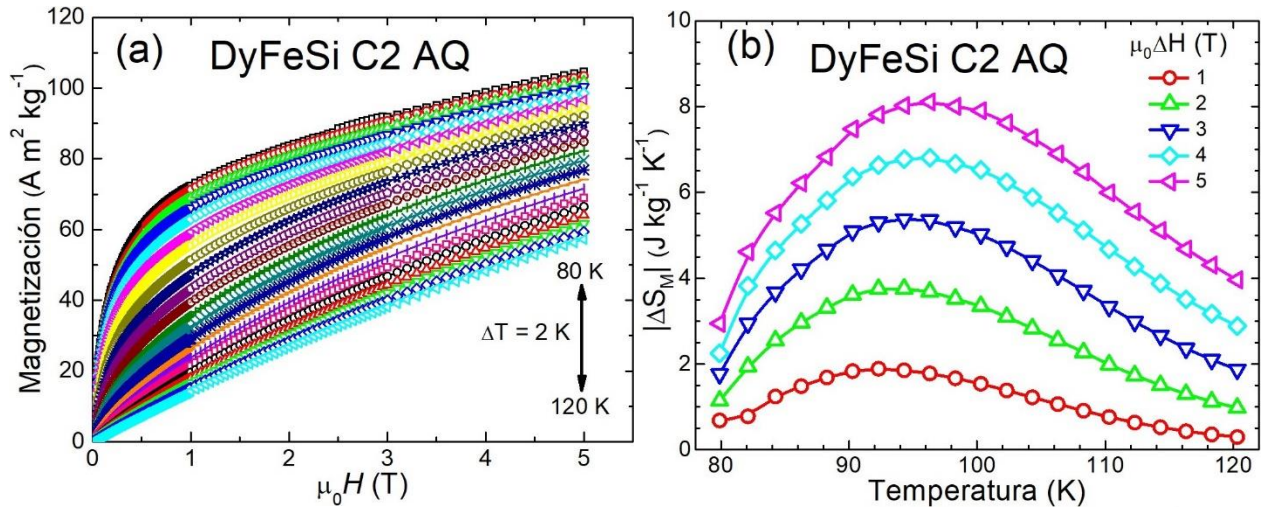 (a)
DyFeSi C2 AQ
Magnetización (A m² kg⁻¹)
120
100
80
60
40
20
0
80 K
ΔT = 2 K
120 K
0 1 2 3 4 5
μ₀H (T)
(b)
DyFeSi C2 AQ
μ₀ΔH (T)
1
2
3
4
5
|ΔS_M| (J kg⁻¹ K⁻¹)
10
8
6
4
2
0
80 90 100 110 120
Temperatura (K)